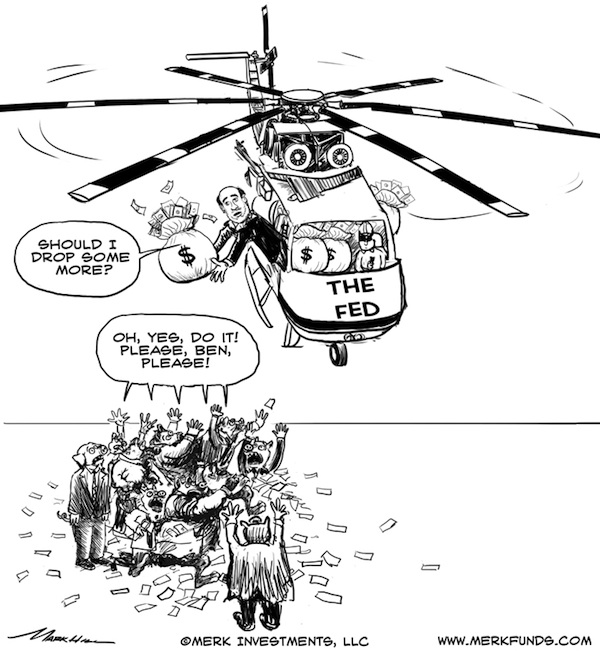 SHOULD I
DROP SOME
MORE?
$
$
$
THE
FED
OH, YES, DO IT!
PLEASE, BEN,
PLEASE!
©MERK INVESTMENTS, LLC
WWW.MERKFUNDS.COM